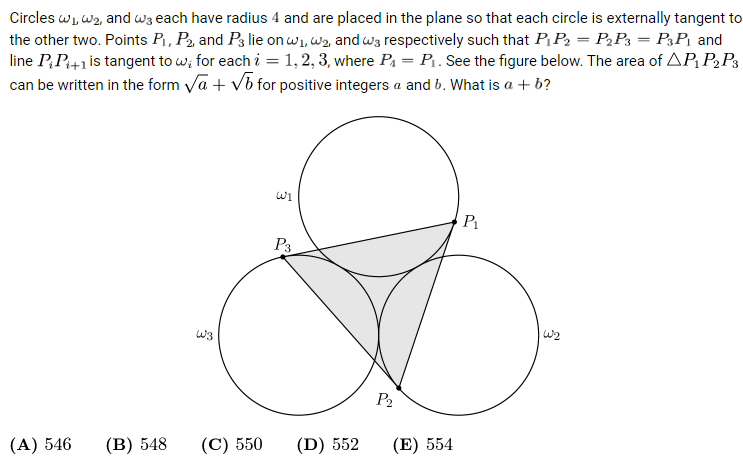 Circles ω₁, ω₂, and ω₃ each have radius 4 and are placed in the plane so that each circle is externally tangent to
the other two. Points P₁, P₂, and P₃ lie on ω₁, ω₂, and ω₃ respectively such that P₁P₂ = P₂P₃ = P₃P₁ and
line PᵢPᵢ₊₁ is tangent to ωᵢ for each i = 1, 2, 3, where P₄ = P₁. See the figure below. The area of △P₁P₂P₃
can be written in the form √a + √b for positive integers a and b. What is a + b?
ω₁
P₁
P₃
ω₃
ω₂
P₂
(A) 546 (B) 548 (C) 550 (D) 552 (E) 554